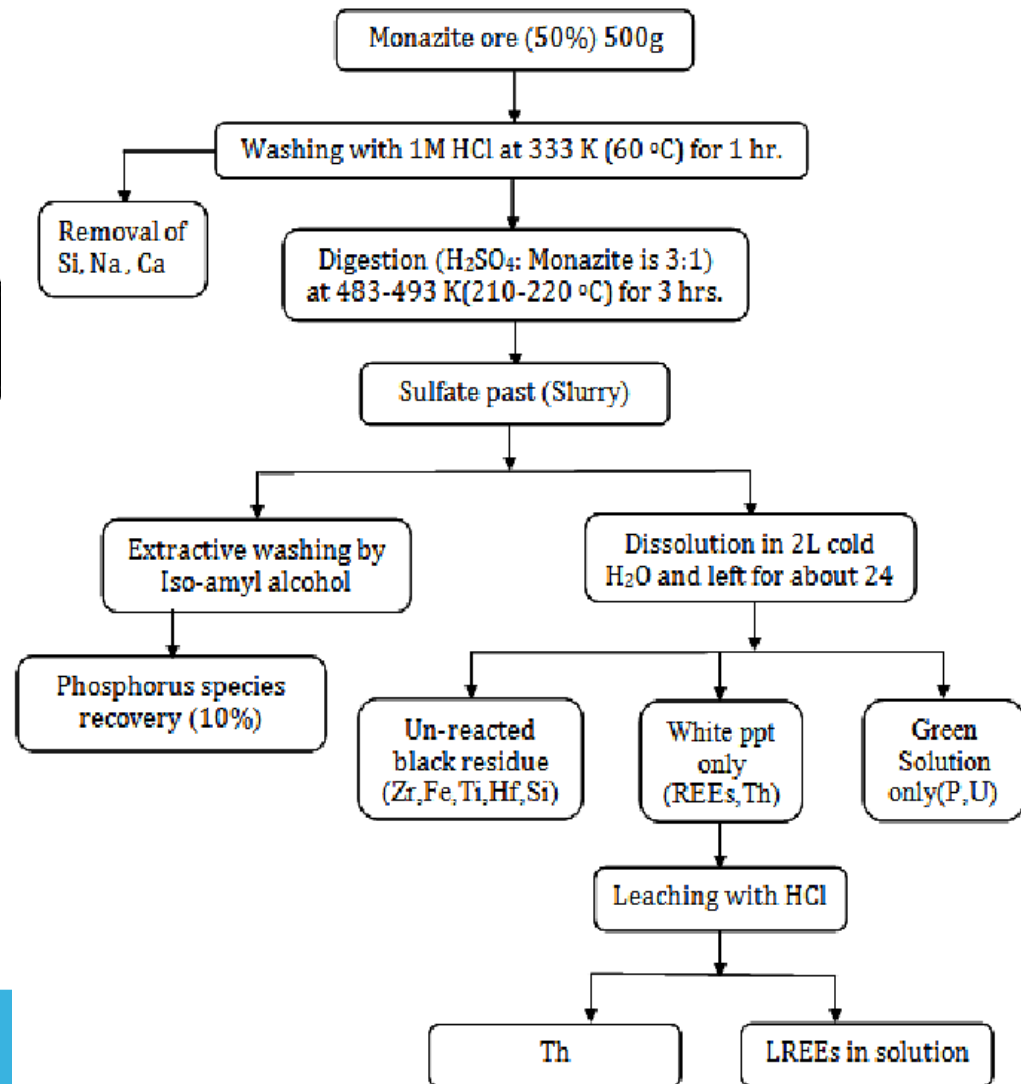 Monazite ore (50%) 500g
Washing with 1M HCl at 333 K (60 ºC) for 1 hr.
Removal of
Si, Na, Ca
Digestion (H₂SO₄: Monazite is 3:1)
at 483-493 K(210-220 ºC) for 3 hrs.
Sulfate past (Slurry)
Extractive washing by
Iso-amyl alcohol
Dissolution in 2L cold
H₂O and left for about 24
Phosphorus species
recovery (10%)
Un-reacted
black residue
(Zr,Fe,Ti,Hf,Si)
White ppt
only
(REEs,Th)
Green
Solution
only(P,U)
Leaching with HCl
Th
LREEs in solution